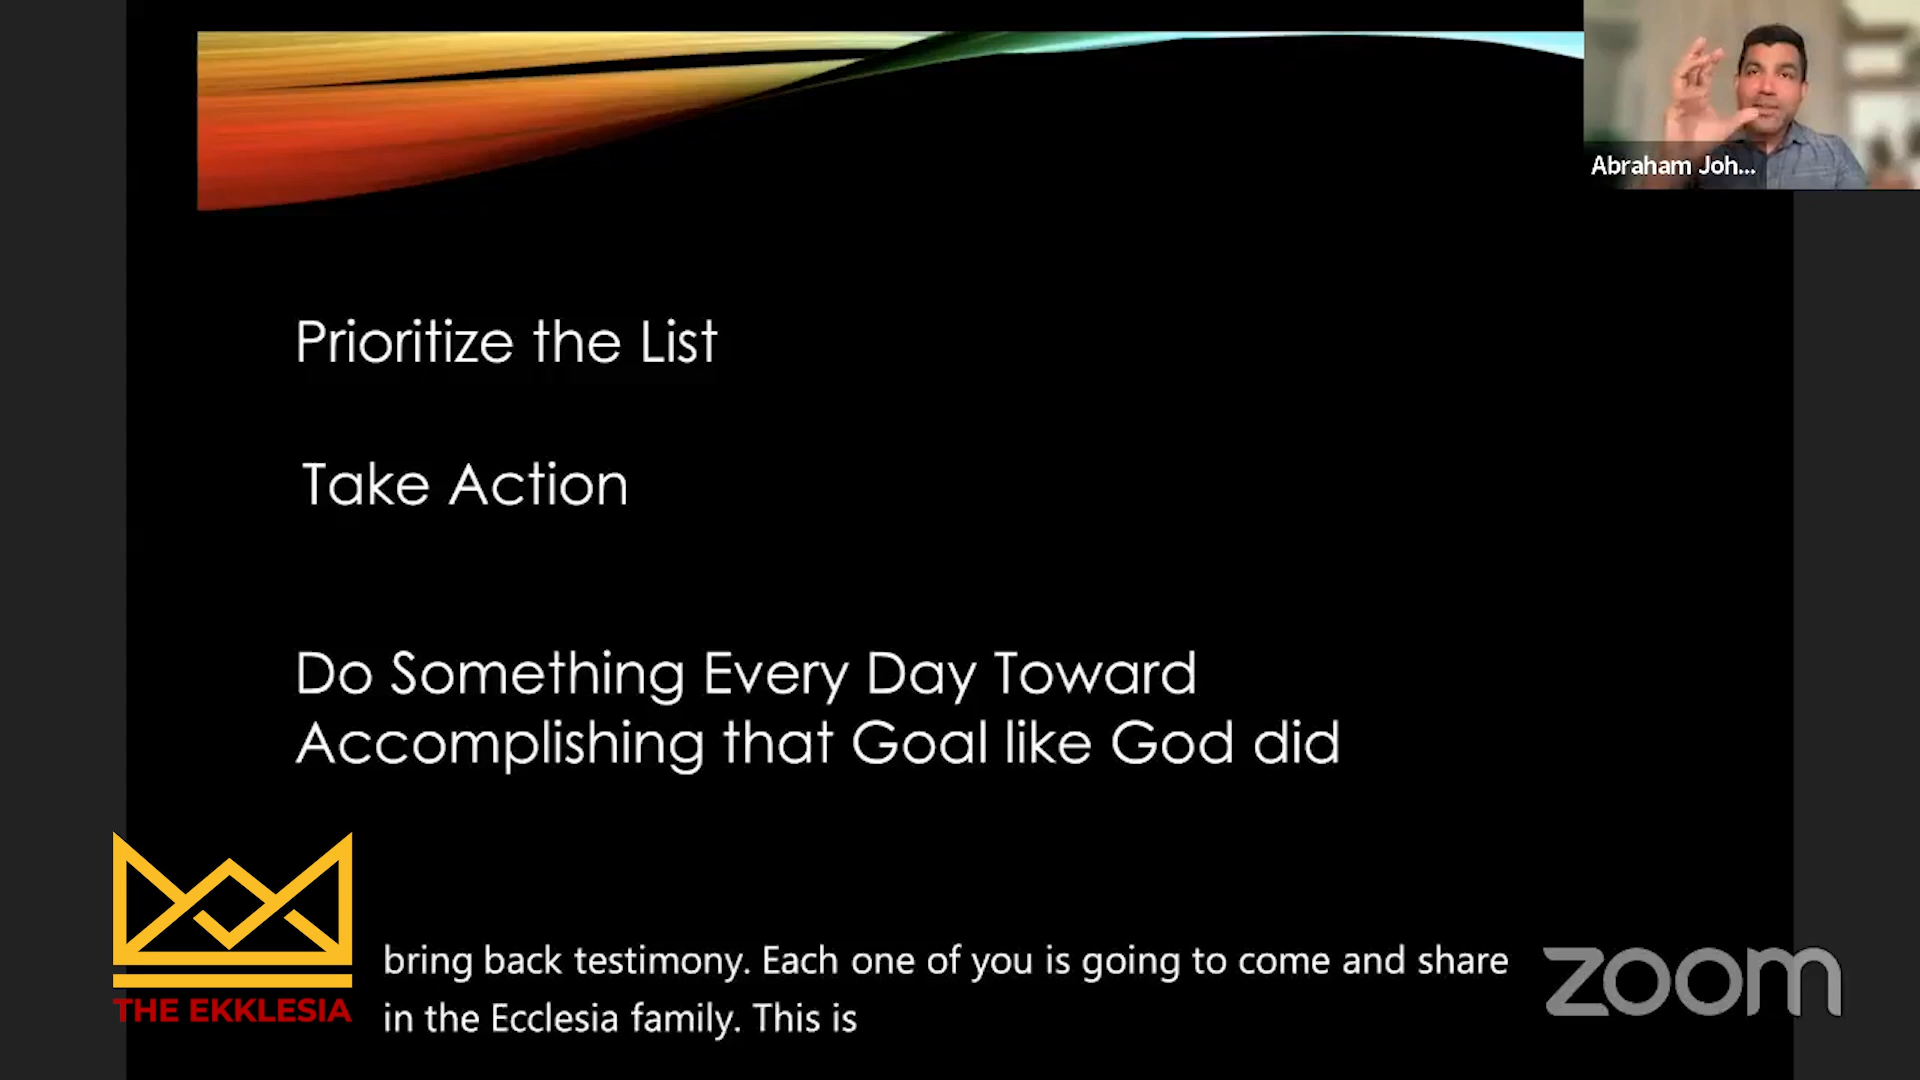 Abraham Joh...
Prioritize the List
Take Action
Do Something Every Day Toward
Accomplishing that Goal like God did
THE EKKLESIA
bring back testimony. Each one of you is going to come and share
in the Ecclesia family. This is
zoom